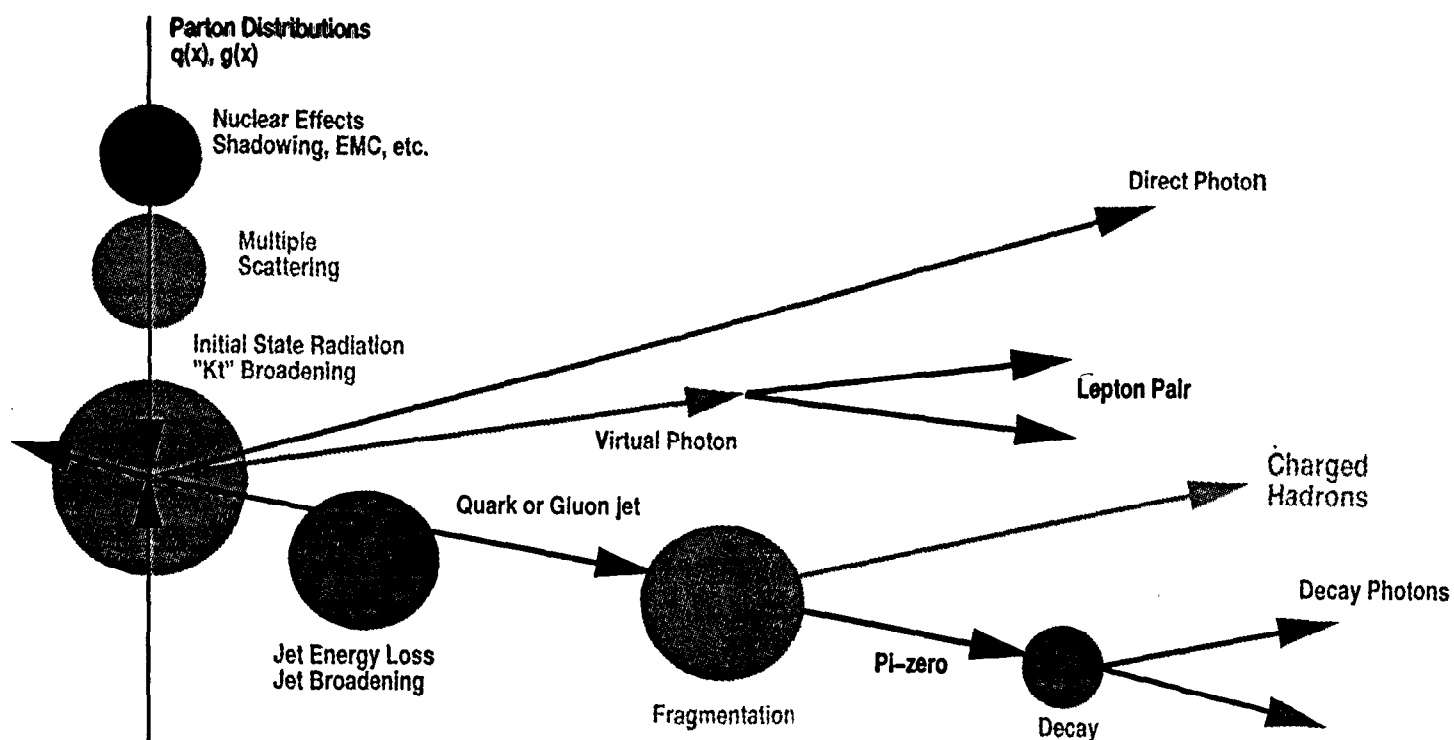 Parton Distributions
q(x), g(x)
Nuclear Effects
Shadowing, EMC, etc.
Direct Photon
Multiple
Scattering
Initial State Radiation
"Kt" Broadening
Lepton Pair
Virtual Photon
Charged
Hadrons
Quark or Gluon jet
Decay Photons
Jet Energy Loss
Jet Broadening
Pi-zero
Fragmentation
Decay